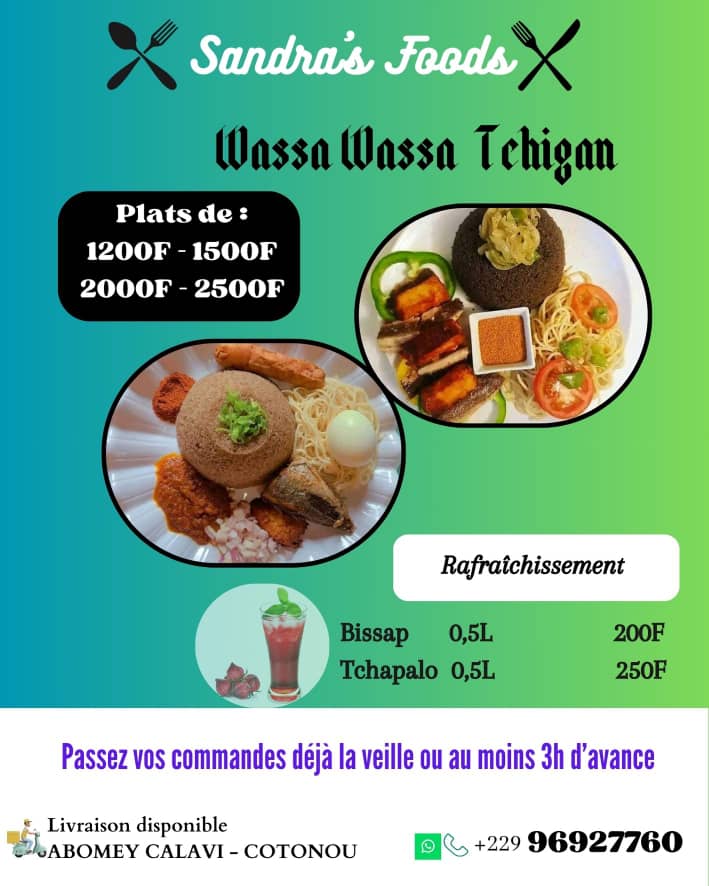 Sandra's Foods
Wassa Wassa Tchigan
Plats de :
1200F - 1500F
2000F - 2500F
Rafraîchissement
Bissap 0,5L 200F
Tchapalo 0,5L 250F
Passez vos commandes déjà la veille ou au moins 3h d'avance
Livraison disponible
ABOMEY CALAVI - COTONOU
+229 96927760